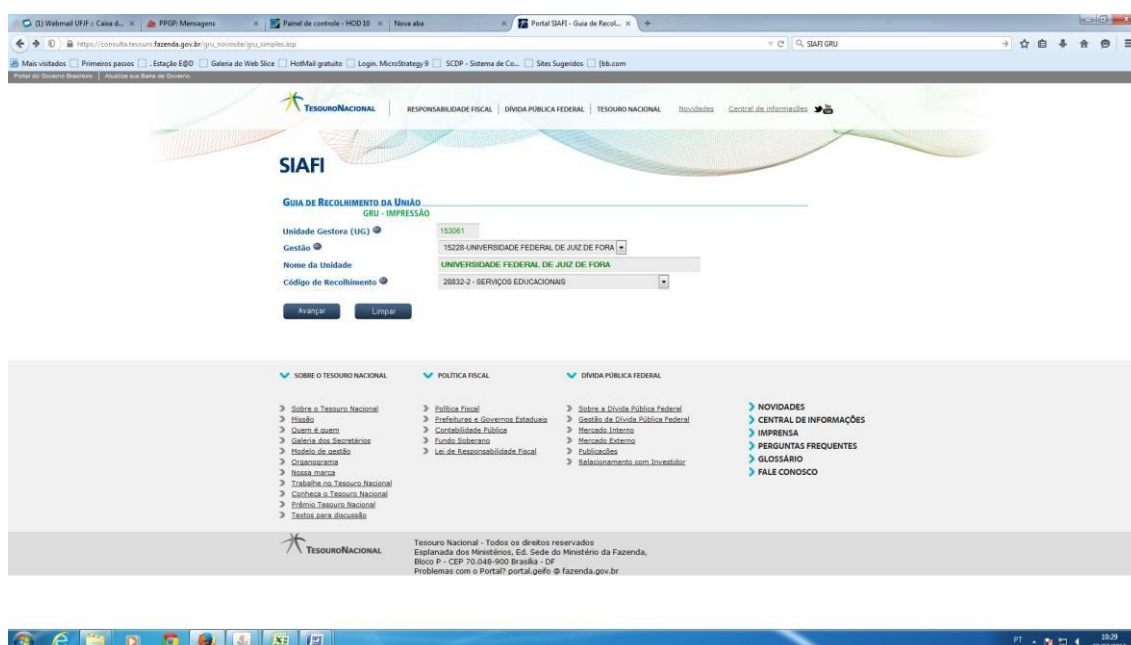 (1) Webmail UFJF :: Caixa d... × PPGP: Mensagens × Painel de controle - HOD 10 × Nova aba × Portal SIAFI - Guia de Recol... × +
https://consulta.tesouro.fazenda.gov.br/gru_novosite/gru_simples.asp SIAFI GRU
Mais visitados Primeiros passos ..Estação E@D Galeria do Web Slice HotMail gratuito Login. MicroStrategy 9 SCDP - Sistema de Co... Sites Sugeridos [bb.com
Portal do Governo Brasileiro | Atualize sua Barra de Governo
TESOURONACIONAL RESPONSABILIDADE FISCAL | DÍVIDA PÚBLICA FEDERAL | TESOURO NACIONAL Novidades Central de informações
SIAFI
GUIA DE RECOLHIMENTO DA UNIÃO
GRU - IMPRESSÃO
Unidade Gestora (UG) 153061
Gestão 15228-UNIVERSIDADE FEDERAL DE JUIZ DE FORA
Nome da Unidade UNIVERSIDADE FEDERAL DE JUIZ DE FORA
Código de Recolhimento 28832-2 - SERVIÇOS EDUCACIONAIS
Avançar Limpar
SOBRE O TESOURO NACIONAL
Sobre o Tesouro Nacional
Missão
Quem é quem
Galeria dos Secretários
Modelo de gestão
Organograma
Nossa marca
Trabalhe no Tesouro Nacional
Conheça o Tesouro Nacional
Prêmio Tesouro Nacional
Textos para discussão
POLÍTICA FISCAL
Política Fiscal
Prefeituras e Governos Estaduais
Contabilidade Pública
Fundo Soberano
Lei de Responsabilidade Fiscal
DÍVIDA PÚBLICA FEDERAL
Sobre a Dívida Pública Federal
Gestão da Dívida Pública Federal
Mercado Interno
Mercado Externo
Publicações
Relacionamento com Investidor
NOVIDADES
CENTRAL DE INFORMAÇÕES
IMPRENSA
PERGUNTAS FREQUENTES
GLOSSÁRIO
FALE CONOSCO
TESOURONACIONAL
Tesouro Nacional - Todos os direitos reservados
Esplanada dos Ministérios, Ed. Sede do Ministério da Fazenda,
Bloco P - CEP 70.048-900 Brasília - DF
Problemas com o Portal? portal.geifo @ fazenda.gov.br
PT 10:29